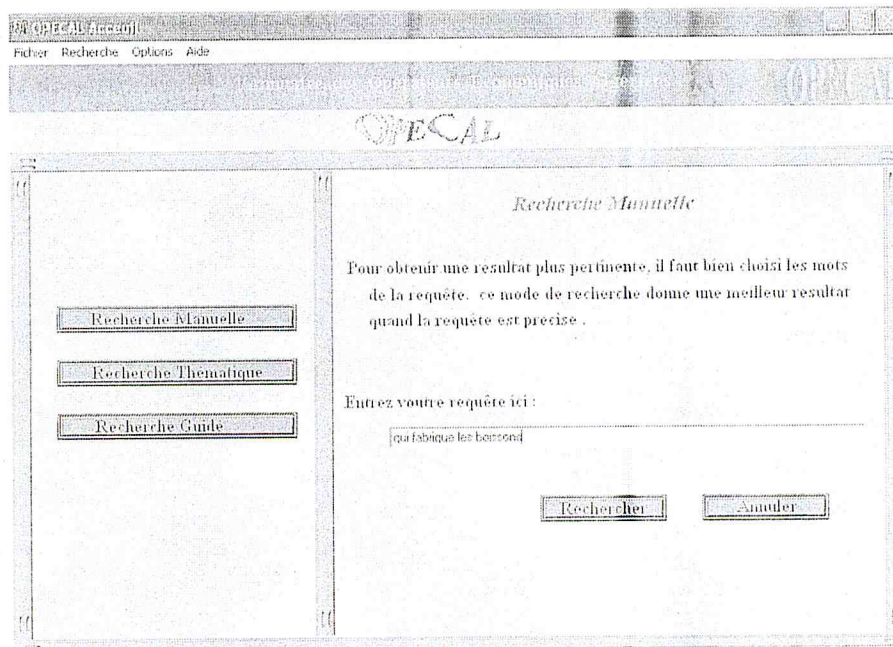 OPECAL Acceuil
Fichier Recherche Options Aide
OPECAL
Recherche Manuelle
Pour obtenir une resultat plus pertinente, il faut bien choisi les mots
de la requête. ce mode de recherche donne une meilleur resultat
quand la requête est precise .
Recherche Manuelle
Recherche Thématique
Recherche Guidé
Entrez voutre requête ici :
qui fabrique les boissond
Rechercher Annuler